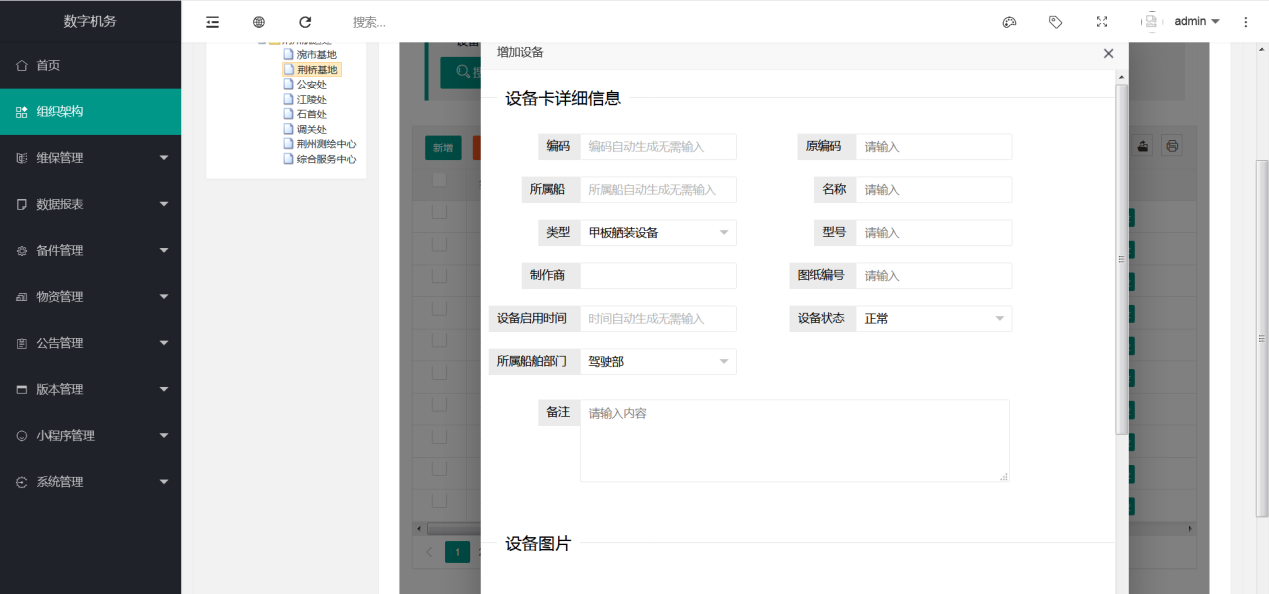 数字机务
搜索...
admin
首页
组织架构
维保管理
数据报表
备件管理
物资管理
公告管理
版本管理
小程序管理
系统管理
涴市基地
荆桥基地
公安处
江陵处
石首处
调关处
荆州测绘中心
综合服务中心
新增
1
增加设备
设备卡详细信息
编码 编码自动生成无需输入 原编码 请输入
所属船 所属船自动生成无需输入 名称 请输入
类型 甲板舾装设备 型号 请输入
制作商 图纸编号 请输入
设备启用时间 时间自动生成无需输入 设备状态 正常
所属船舶部门 驾驶部
备注 请输入内容
设备图片